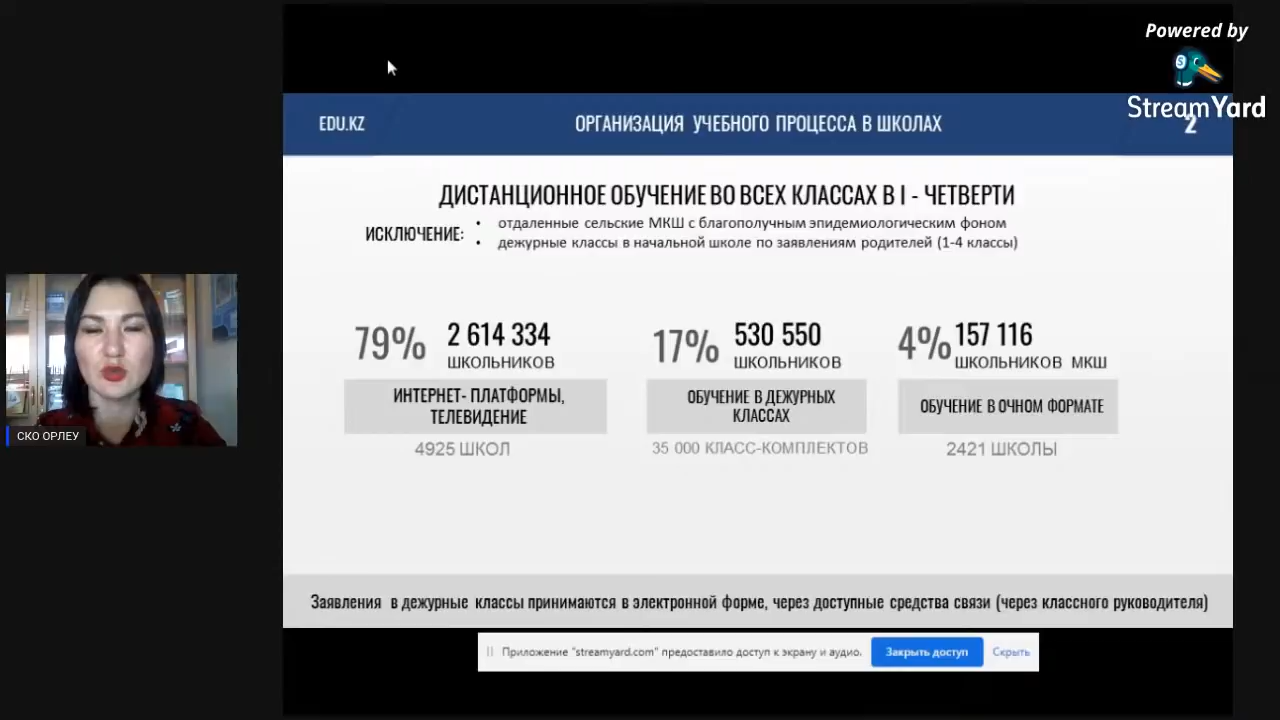 Powered by
StreamYard
EDU.KZ
ОРГАНИЗАЦИЯ УЧЕБНОГО ПРОЦЕССА В ШКОЛАХ
2
ДИСТАНЦИОННОЕ ОБУЧЕНИЕ ВО ВСЕХ КЛАССАХ В I - ЧЕТВЕРТИ
ИСКЛЮЧЕНИЕ:
• отдаленные сельские МКШ с благополучным эпидемиологическим фоном
• дежурные классы в начальной школе по заявлениям родителей (1-4 классы)
79% 2 614 334
ШКОЛЬНИКОВ
ИНТЕРНЕТ- ПЛАТФОРМЫ,
ТЕЛЕВИДЕНИЕ
4925 ШКОЛ
17% 530 550
ШКОЛЬНИКОВ
ОБУЧЕНИЕ В ДЕЖУРНЫХ
КЛАССАХ
35 000 КЛАСС-КОМПЛЕКТОВ
4% 157 116
ШКОЛЬНИКОВ МКШ
ОБУЧЕНИЕ В ОЧНОМ ФОРМАТЕ
2421 ШКОЛЫ
СКО ОРЛЕУ
Заявления в дежурные классы принимаются в электронной форме, через доступные средства связи (через классного руководителя)
Приложение "streamyard.com" предоставило доступ к экрану и аудио.
Закрыть доступ
Скрыть